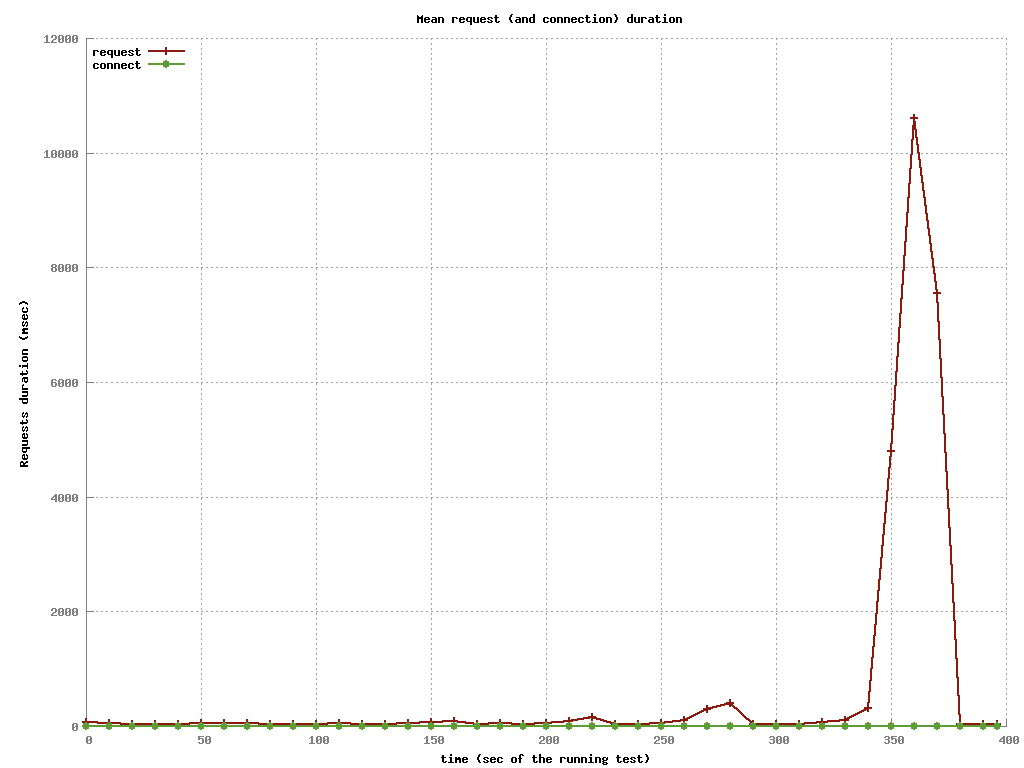 Mean request (and connection) duration
12000
request
connect
10000
8000
6000
4000
2000
0
Requests duration (msec)
0 50 100 150 200 250 300 350 400
time (sec of the running test)